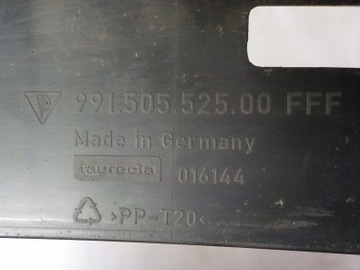 991.505.525.00 FFF
Made in Germany
faurecia 016144
>PP-T20<